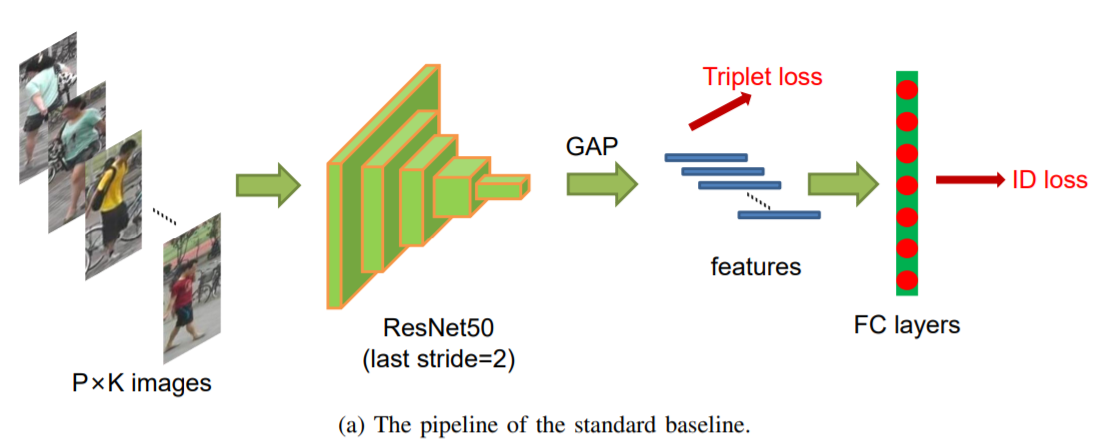 Triplet loss
GAP
ID loss
features
ResNet50
(last stride=2)
FC layers
P×K images
(a) The pipeline of the standard baseline.